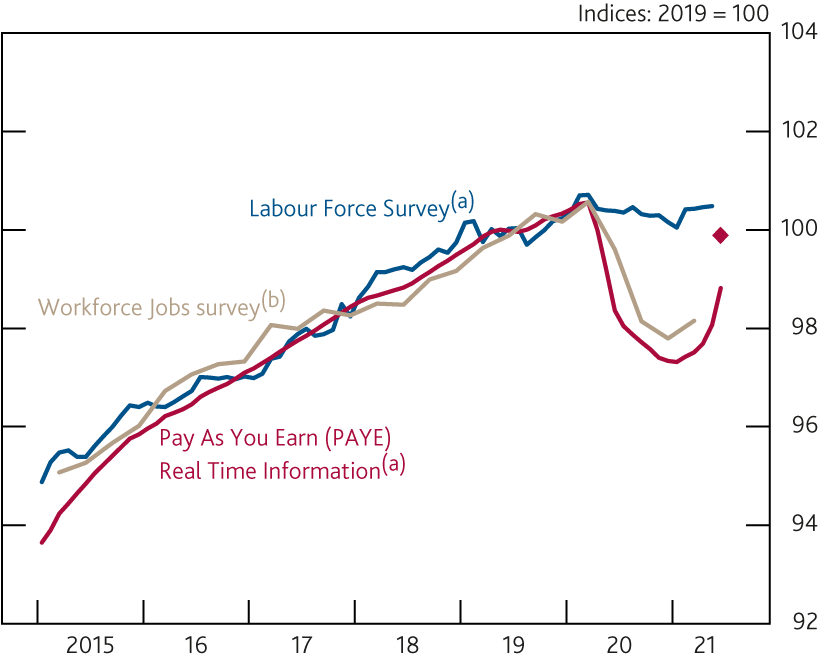 Indices: 2019 = 100
104
102
Labour Force Survey(a)
100
Workforce Jobs survey(b)
98
Pay As You Earn (PAYE)
96
Real Time Information(a)
94
92
2015 16 17 18 19 20 21